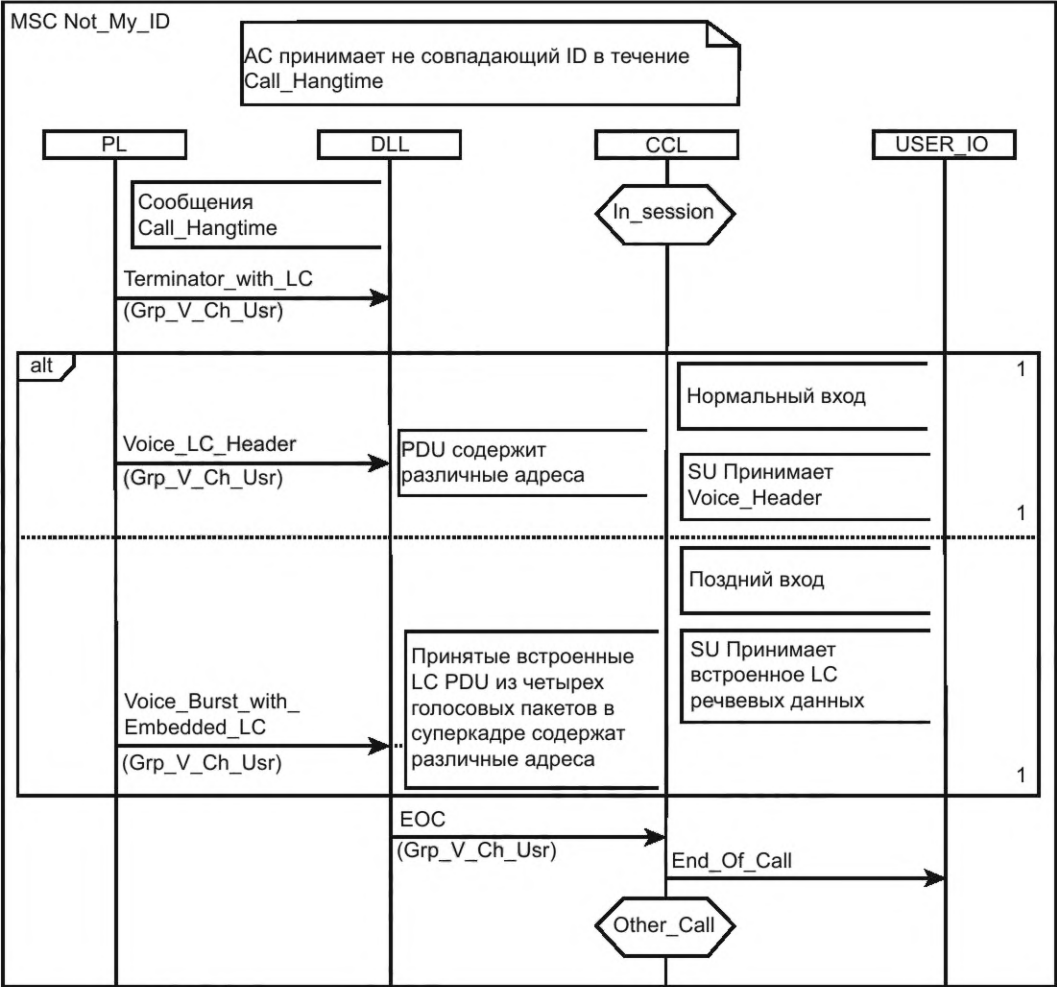 MSC Not_My_ID
АС принимает не совпадающий ID в течение
Call_Hangtime
PL
DLL
CCL
USER_IO
Сообщения
Call_Hangtime
In_session
Terminator_with_LC
(Grp_V_Ch_Usr)
alt
1
Нормальный вход
Voice_LC_Header
(Grp_V_Ch_Usr)
PDU содержит
различные адреса
SU Принимает
Voice_Header
1
Поздний вход
Принятые встроенные
LC PDU из четырех
голосовых пакетов в
суперкадре содержат
различные адреса
SU Принимает
встроенное LC
речвевых данных
Voice_Burst_with_
Embedded_LC
(Grp_V_Ch_Usr)
1
EOC
(Grp_V_Ch_Usr)
End_Of_Call
Other_Call